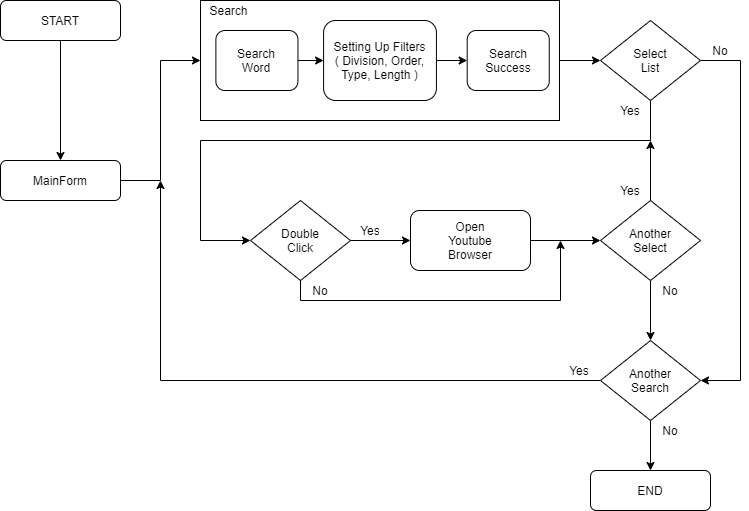 START
Search
Search
Word
Setting Up Filters
( Division, Order,
Type, Length )
Search
Success
Select
List
No
Yes
MainForm
Double
Click
Yes
No
Open
Youtube
Browser
Yes
Another
Select
No
Yes
Another
Search
No
END